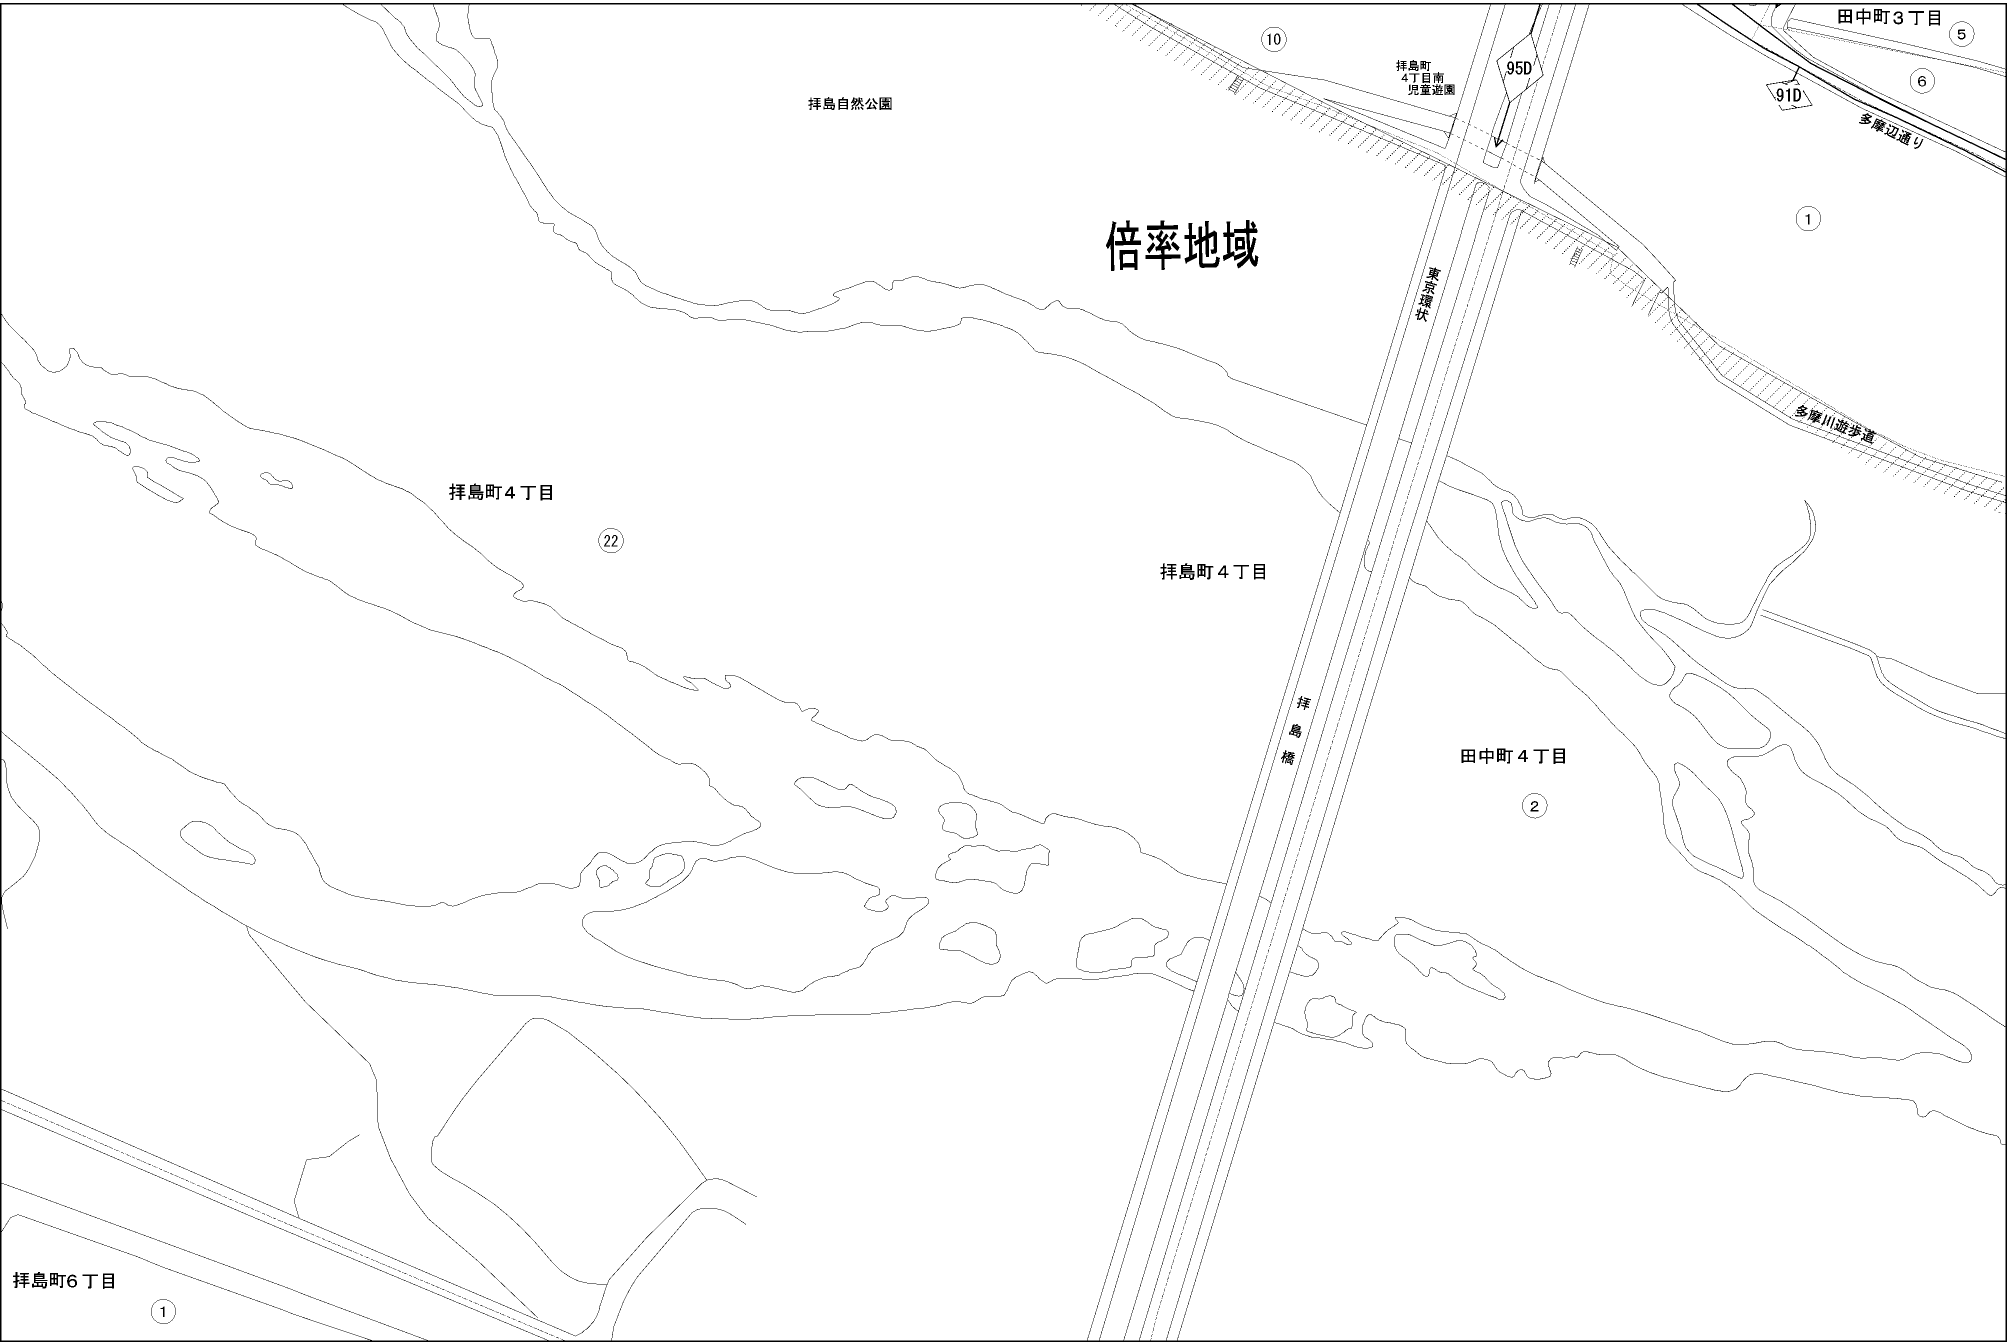 田中町3丁目
5
10
拝島町
4丁目南
児童遊園
95D
6
91D
拝島自然公園
多摩辺通り
1
倍率地域
東京環状
多摩川遊歩道
拝島町4丁目
22
拝島町4丁目
拝島橋
田中町4丁目
2
拝島町6丁目
1